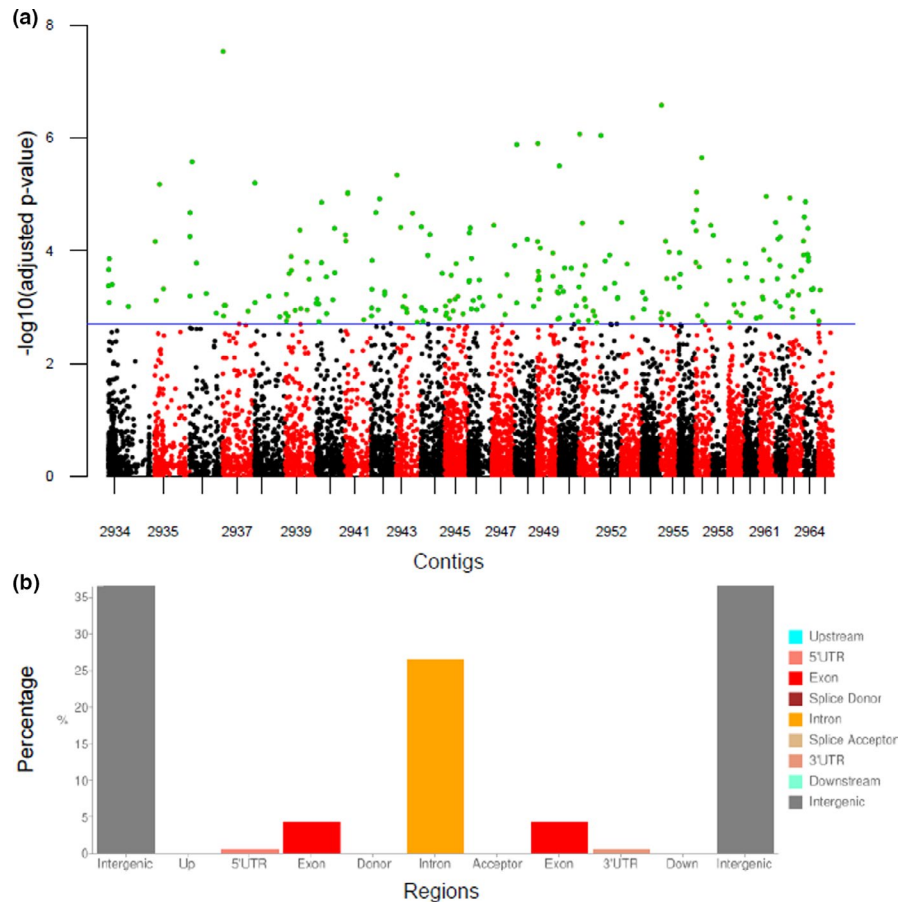 (a)
8
6
4
2
0
-log10(adjusted p-value)
2934 2935 2937 2939 2941 2943 2945 2947 2949 2952 2955 2958 2961 2964
Contigs
(b)
35
30
25
20
15
10
5
0
%
Percentage
Intergenic Up 5'UTR Exon Donor Intron Acceptor Exon 3'UTR Down Intergenic
Regions
Upstream
5'UTR
Exon
Splice Donor
Intron
Splice Acceptor
3'UTR
Downstream
Intergenic